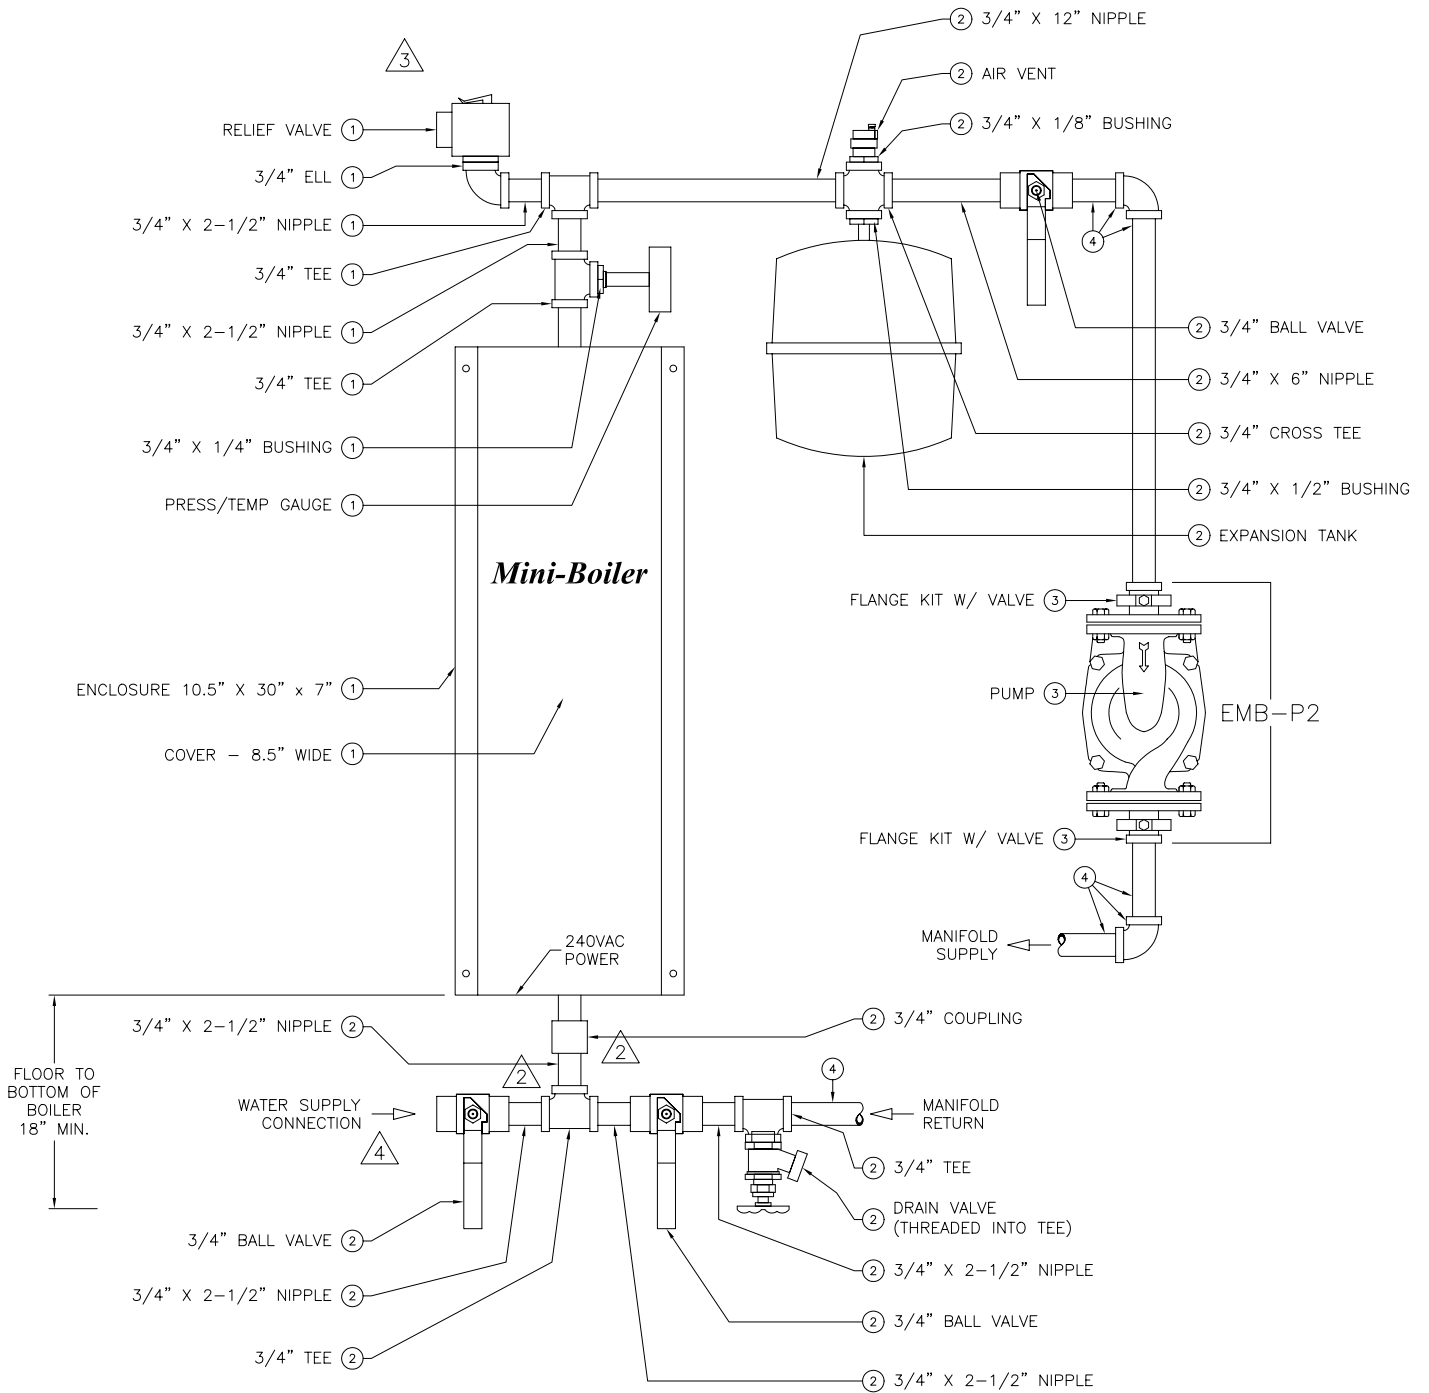 ② 3/4” X 12” NIPPLE
3
② AIR VENT
② 3/4” X 1/8” BUSHING
RELIEF VALVE ①
3/4” ELL ①
3/4” X 2-1/2” NIPPLE ①
④
3/4” TEE ①
3/4” X 2-1/2” NIPPLE ①
② 3/4” BALL VALVE
3/4” TEE ①
② 3/4” X 6” NIPPLE
3/4” X 1/4” BUSHING ①
② 3/4” CROSS TEE
PRESS/TEMP GAUGE ①
② 3/4” X 1/2” BUSHING
② EXPANSION TANK
Mini-Boiler
FLANGE KIT W/ VALVE ③
ENCLOSURE 10.5” X 30” x 7” ①
PUMP ③
EMB-P2
COVER – 8.5” WIDE ①
FLANGE KIT W/ VALVE ③
④
MANIFOLD
SUPPLY
240VAC
POWER
3/4” X 2-1/2” NIPPLE ②
② 3/4” COUPLING
2
2
FLOOR TO
BOTTOM OF
BOILER
18” MIN.
④
WATER SUPPLY
CONNECTION
4
MANIFOLD
RETURN
② 3/4” TEE
② DRAIN VALVE
(THREADED INTO TEE)
3/4” BALL VALVE ②
② 3/4” X 2-1/2” NIPPLE
3/4” X 2-1/2” NIPPLE ②
② 3/4” BALL VALVE
3/4” TEE ②
② 3/4” X 2-1/2” NIPPLE